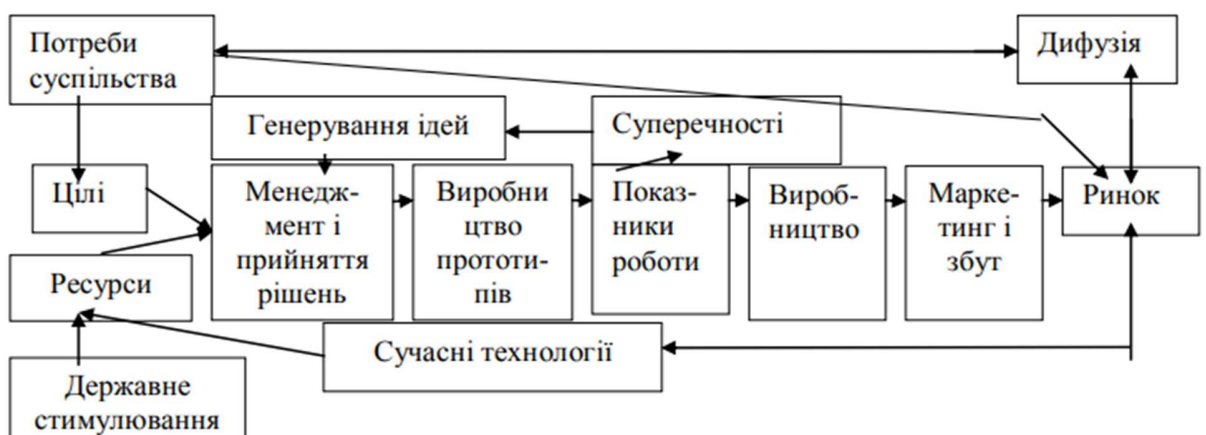 Потреби
суспільства
Дифузія
Генерування ідей
Суперечності
Цілі
Менедж-
мент і
прийняття
рішень
Виробни
цтво
прототи-
пів
Показ-
ники
роботи
Вироб-
ництво
Марке-
тинг і
збут
Ринок
Ресурси
Сучасні технології
Державне
стимулювання